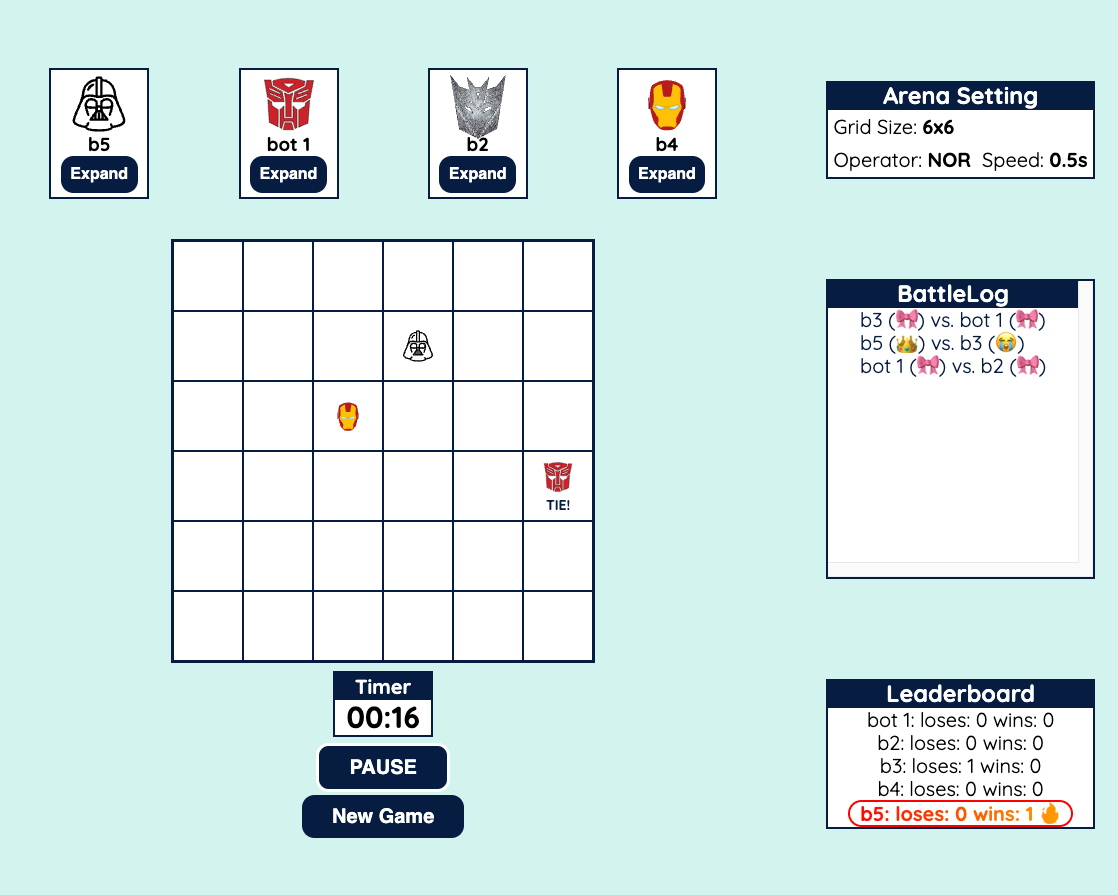 b5
Expand
bot 1
Expand
b2
Expand
b4
Expand
Arena Setting
Grid Size: 6x6
Operator: NOR Speed: 0.5s
TIE!
BattleLog
b3 (🎀) vs. bot 1 (🎀)
b5 (👑) vs. b3 (😭)
bot 1 (🎀) vs. b2 (🎀)
Timer
00:16
PAUSE
New Game
Leaderboard
bot 1: loses: 0 wins: 0
b2: loses: 0 wins: 0
b3: loses: 1 wins: 0
b4: loses: 0 wins: 0
b5: loses: 0 wins: 1 🔥